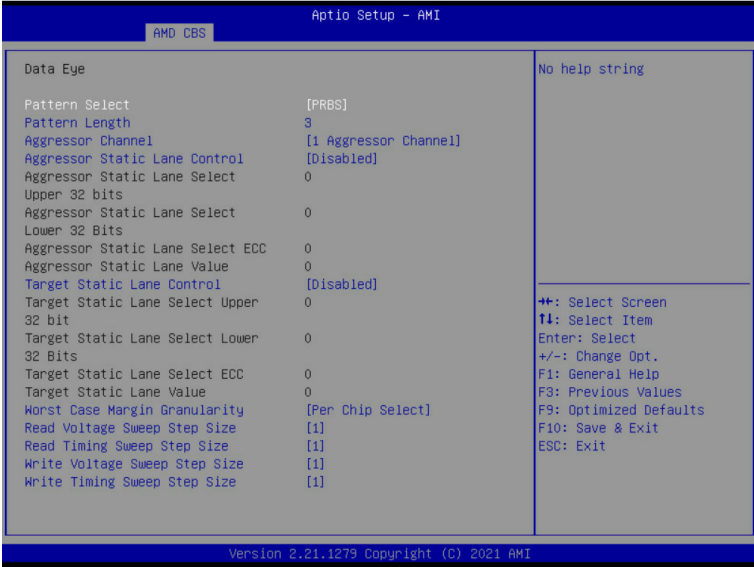 Aptio Setup – AMI
AMD CBS
Data Eye
No help string
Pattern Select [PRBS]
Pattern Length 3
Aggressor Channel [1 Aggressor Channel]
Aggressor Static Lane Control [Disabled]
Aggressor Static Lane Select 0
Upper 32 bits
Aggressor Static Lane Select 0
Lower 32 Bits
Aggressor Static Lane Select ECC 0
Aggressor Static Lane Value 0
Target Static Lane Control [Disabled]
Target Static Lane Select Upper 0
32 bit
Target Static Lane Select Lower 0
32 Bits
Target Static Lane Select ECC 0
Target Static Lane Value 0
Worst Case Margin Granularity [Per Chip Select]
Read Voltage Sweep Step Size [1]
Read Timing Sweep Step Size [1]
Write Voltage Sweep Step Size [1]
Write Timing Sweep Step Size [1]
→←: Select Screen
↑↓: Select Item
Enter: Select
+/-: Change Opt.
F1: General Help
F3: Previous Values
F9: Optimized Defaults
F10: Save & Exit
ESC: Exit
Version 2.21.1279 Copyright (C) 2021 AMI